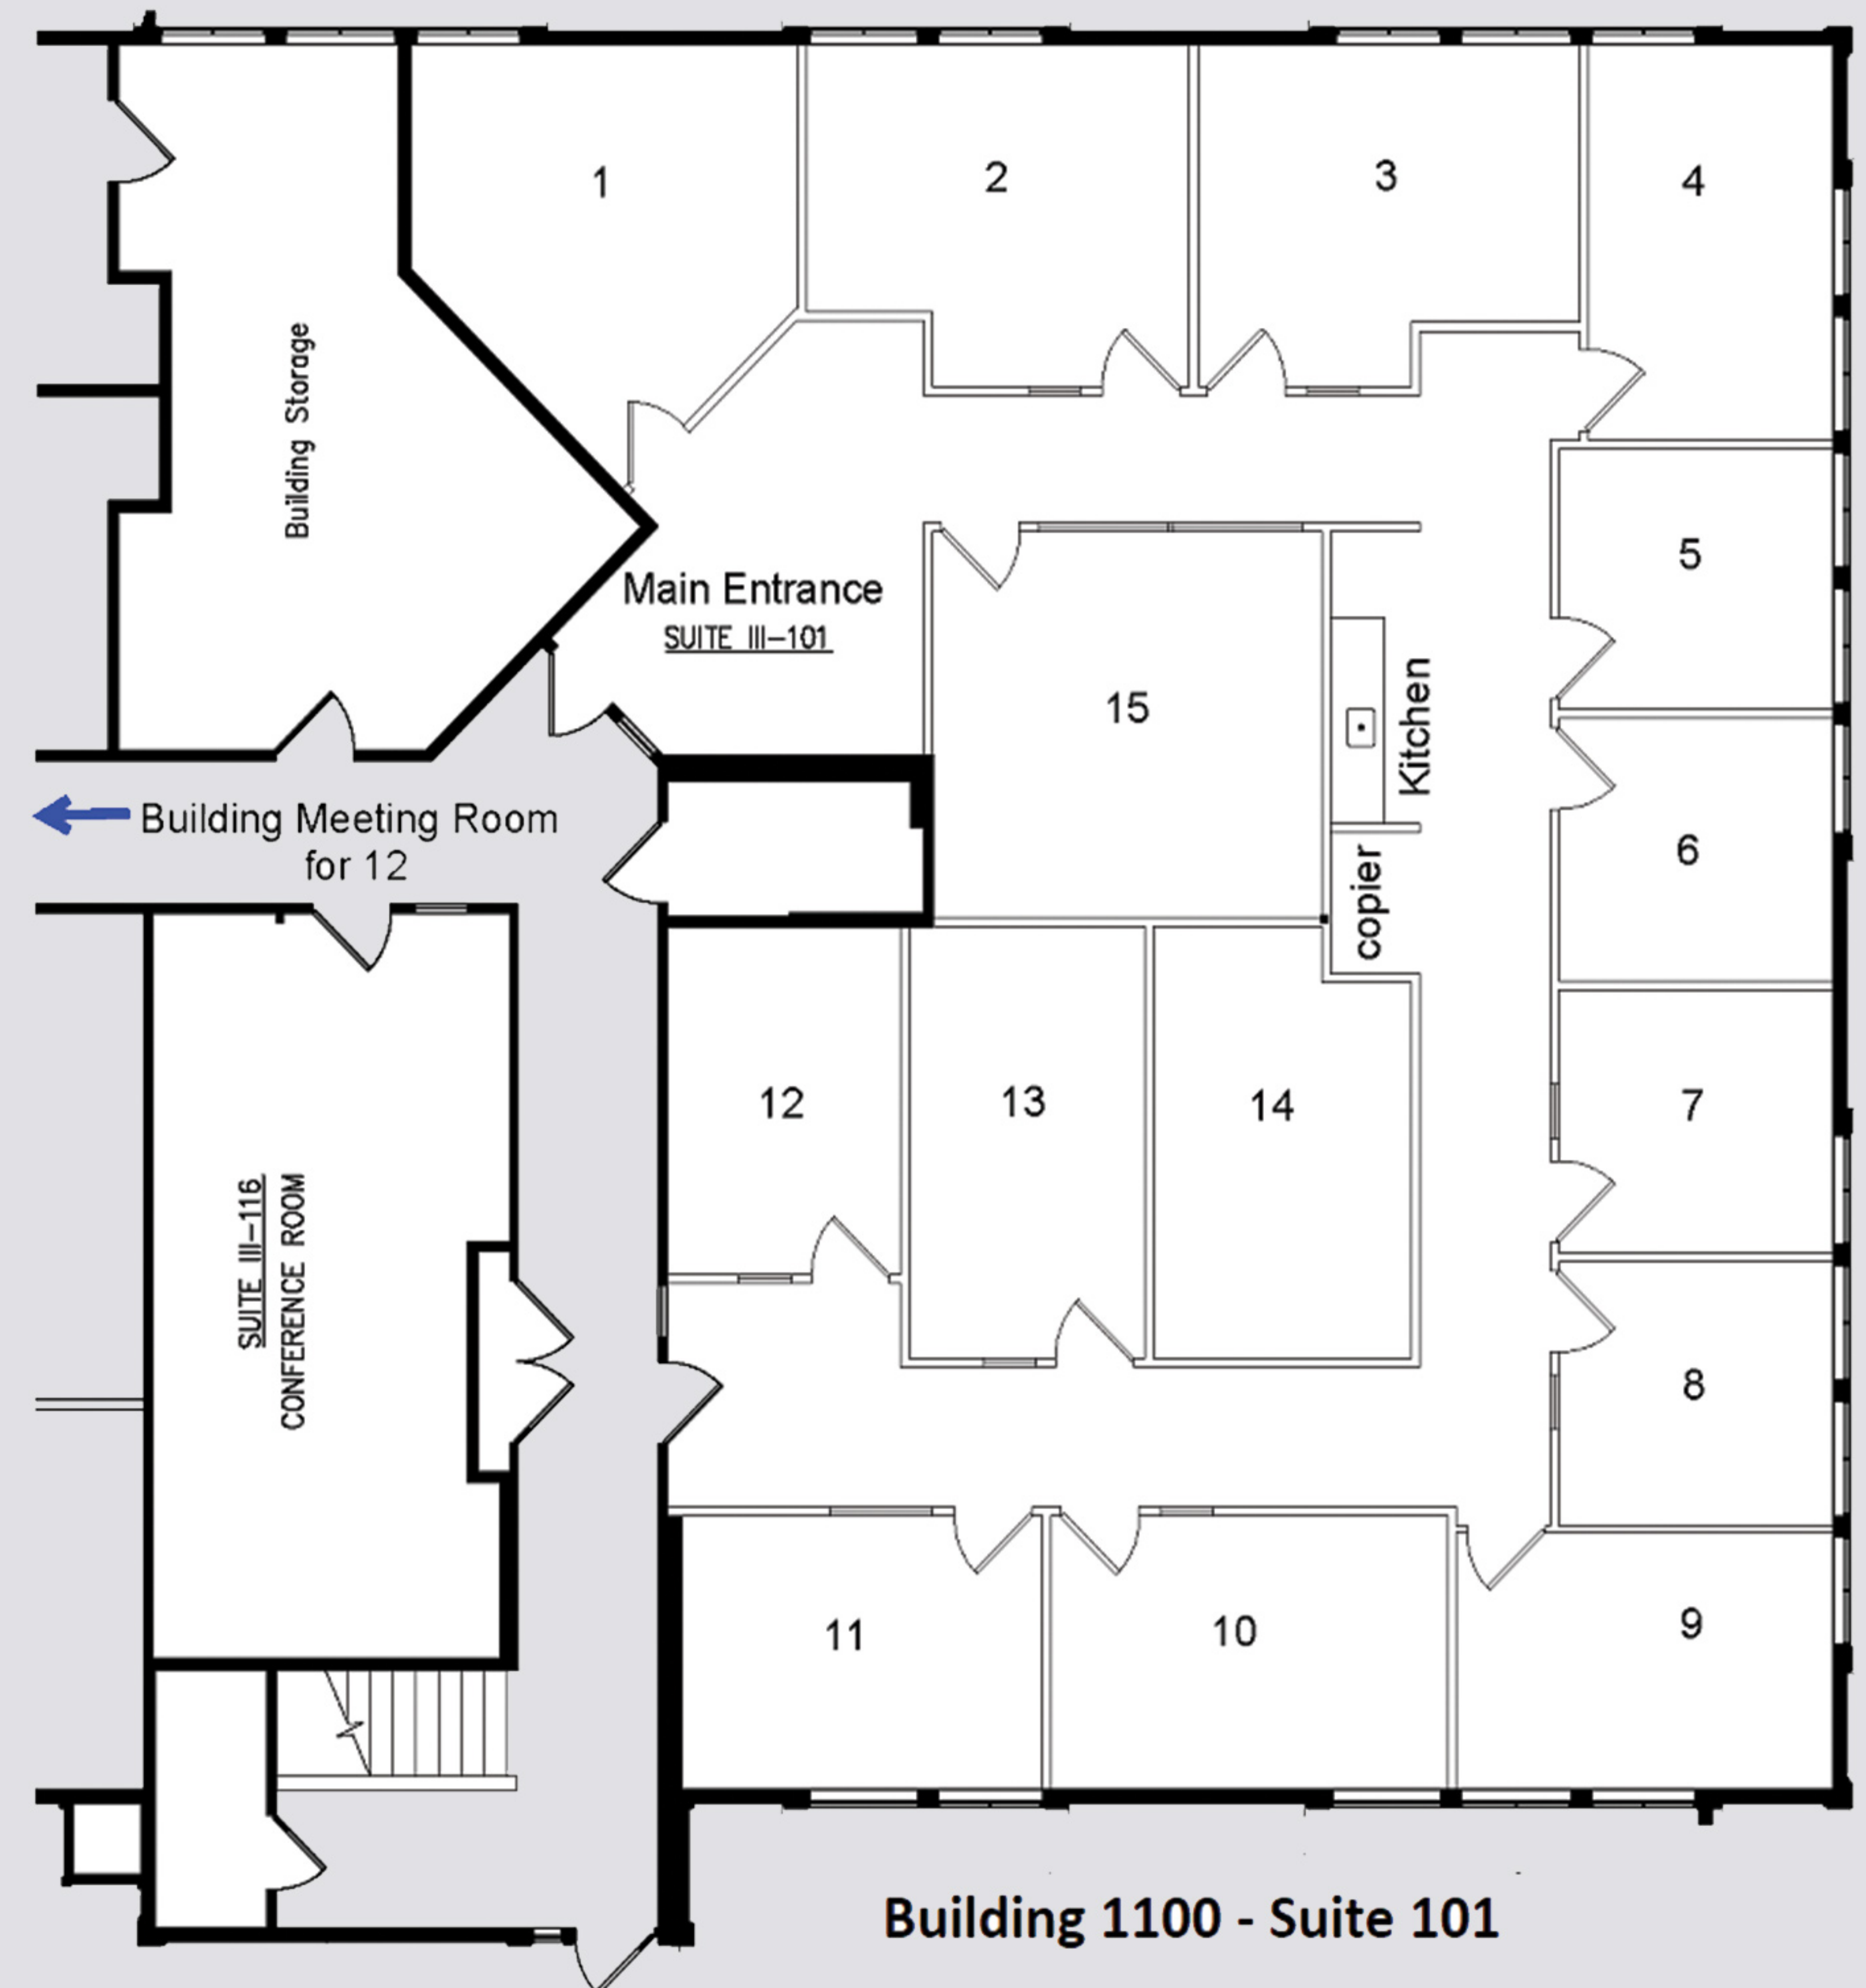 1
2
3
4
Building Storage
5
Main Entrance
SUITE III-101
15
Kitchen
Building Meeting Room
for 12
copier
6
12
13
14
7
SUITE III-116
CONFERENCE ROOM
8
11
10
9
Building 1100 - Suite 101